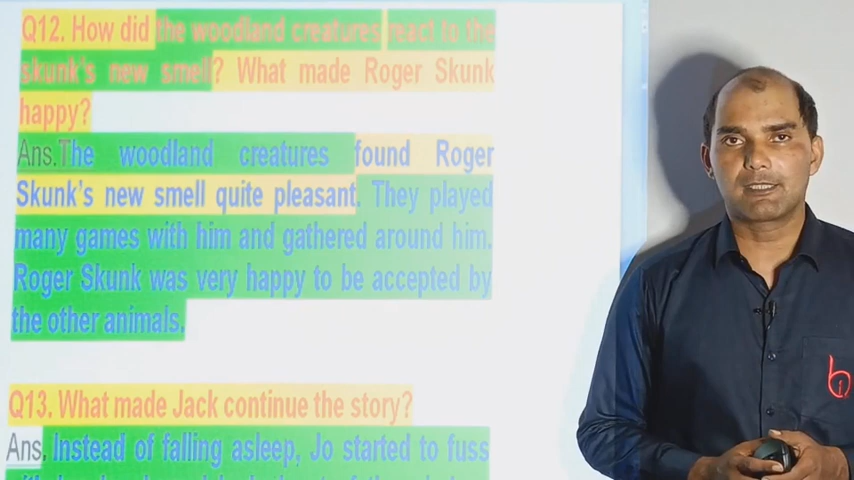 Q12. How did the woodland creatures react to the
skunk's new smell? What made Roger Skunk
happy?
Ans.The woodland creatures found Roger
Skunk's new smell quite pleasant. They played
many games with him and gathered around him.
Roger Skunk was very happy to be accepted by
the other animals.
Q13. What made Jack continue the story?
Ans. Instead of falling asleep, Jo started to fuss